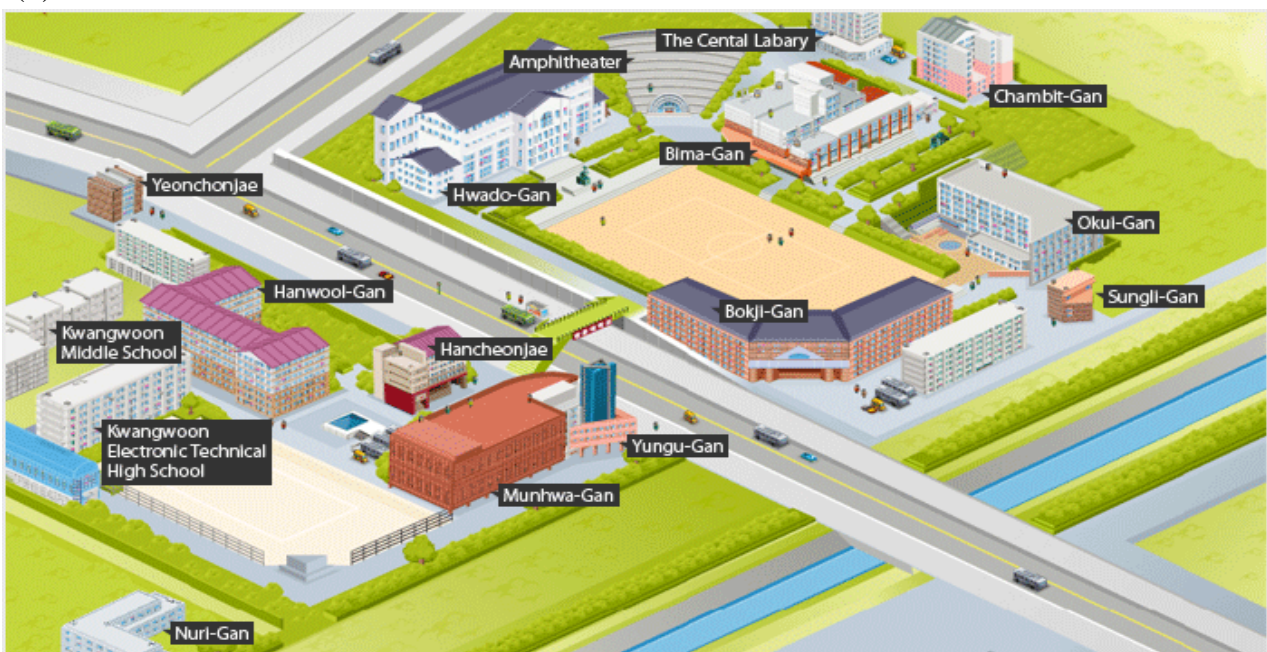 The Cental Labary
Amphitheater
Chambit-Gan
Bima-Gan
Yeonchonjae
Hwado-Gan
Okui-Gan
Hanwool-Gan
Sungli-Gan
Bokji-Gan
Kwangwoon
Middle School
Hancheonjae
Kwangwoon
Electronic Technical
High School
Yungu-Gan
Munhwa-Gan
Nuri-Gan